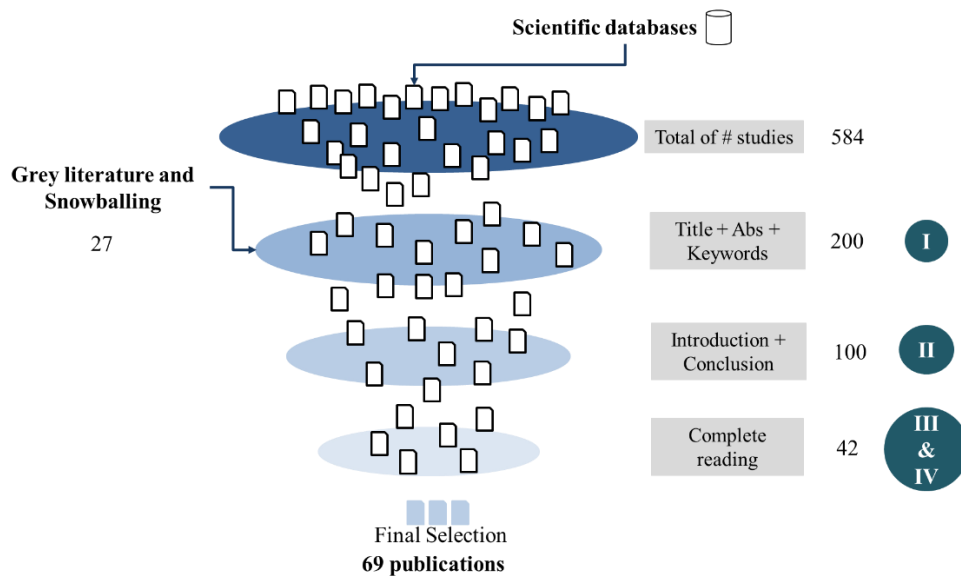 Scientific databases
Total of # studies
584
Grey literature and
Snowballing
27
Title + Abs +
Keywords
200
I
Introduction +
Conclusion
100
II
Complete
reading
42
III
&
IV
Final Selection
69 publications